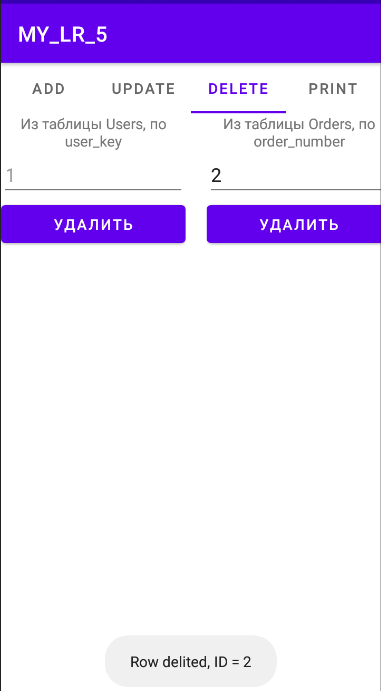 MY_LR_5
ADD UPDATE DELETE PRINT
Из таблицы Users, по
user_key
Из таблицы Orders, по
order_number
1
2
УДАЛИТЬ
УДАЛИТЬ
Row delited, ID = 2